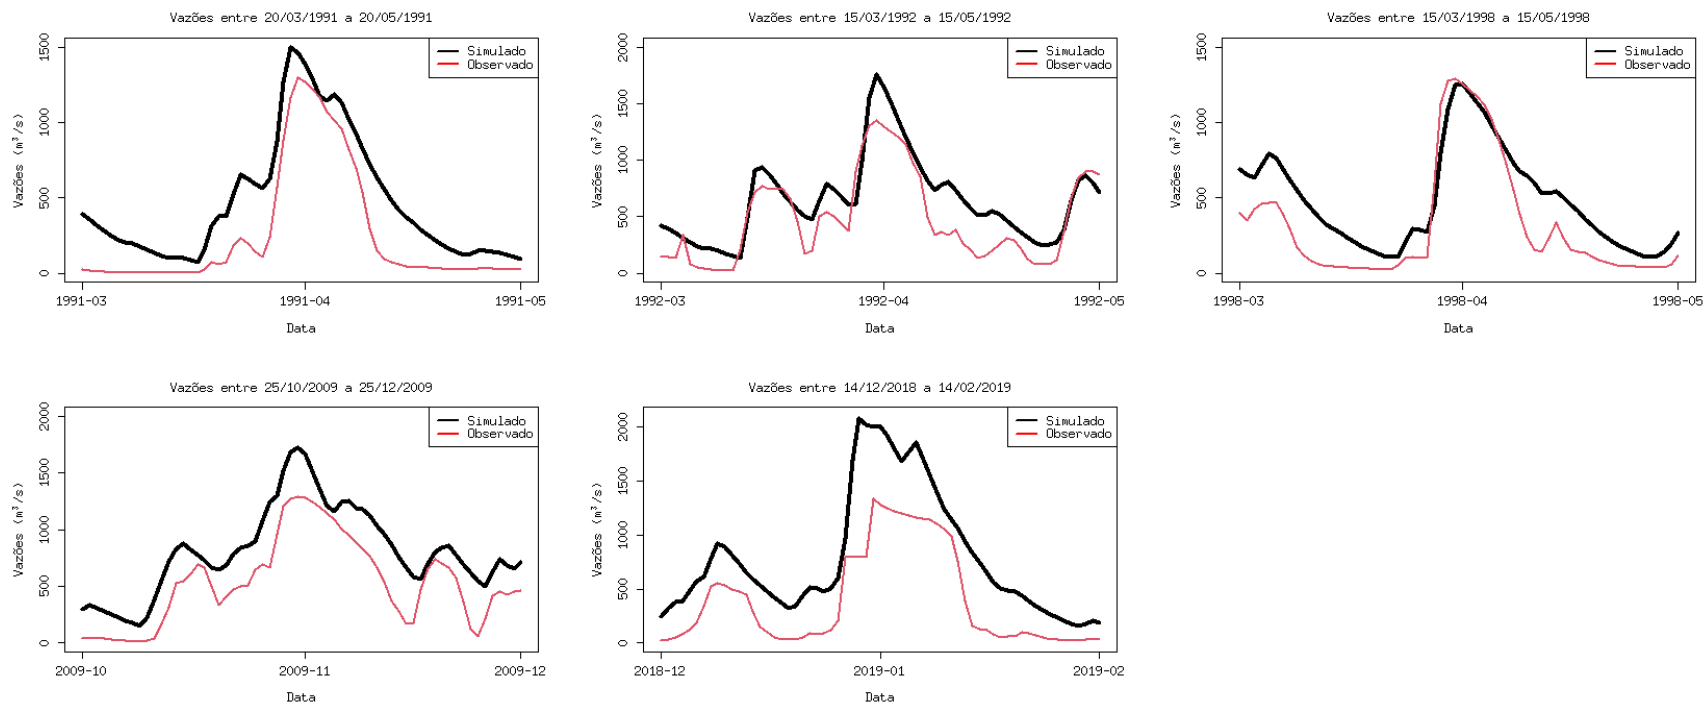 Vazões entre 20/03/1991 a 20/05/1991
Simulado
Observado
Vazões (m³/s)
1500
1000
500
0
1991-03
1991-04
1991-05
Data
Vazões entre 15/03/1992 a 15/05/1992
Simulado
Observado
Vazões (m³/s)
2000
1500
1000
500
0
1992-03
1992-04
1992-05
Data
Vazões entre 15/03/1998 a 15/05/1998
Simulado
Observado
Vazões (m³/s)
1500
1000
500
0
1998-03
1998-04
1998-05
Data
Vazões entre 25/10/2009 a 25/12/2009
Simulado
Observado
Vazões (m³/s)
2000
1500
1000
500
0
2009-10
2009-11
2009-12
Data
Vazões entre 14/12/2018 a 14/02/2019
Simulado
Observado
Vazões (m³/s)
2000
1500
1000
500
0
2018-12
2019-01
2019-02
Data